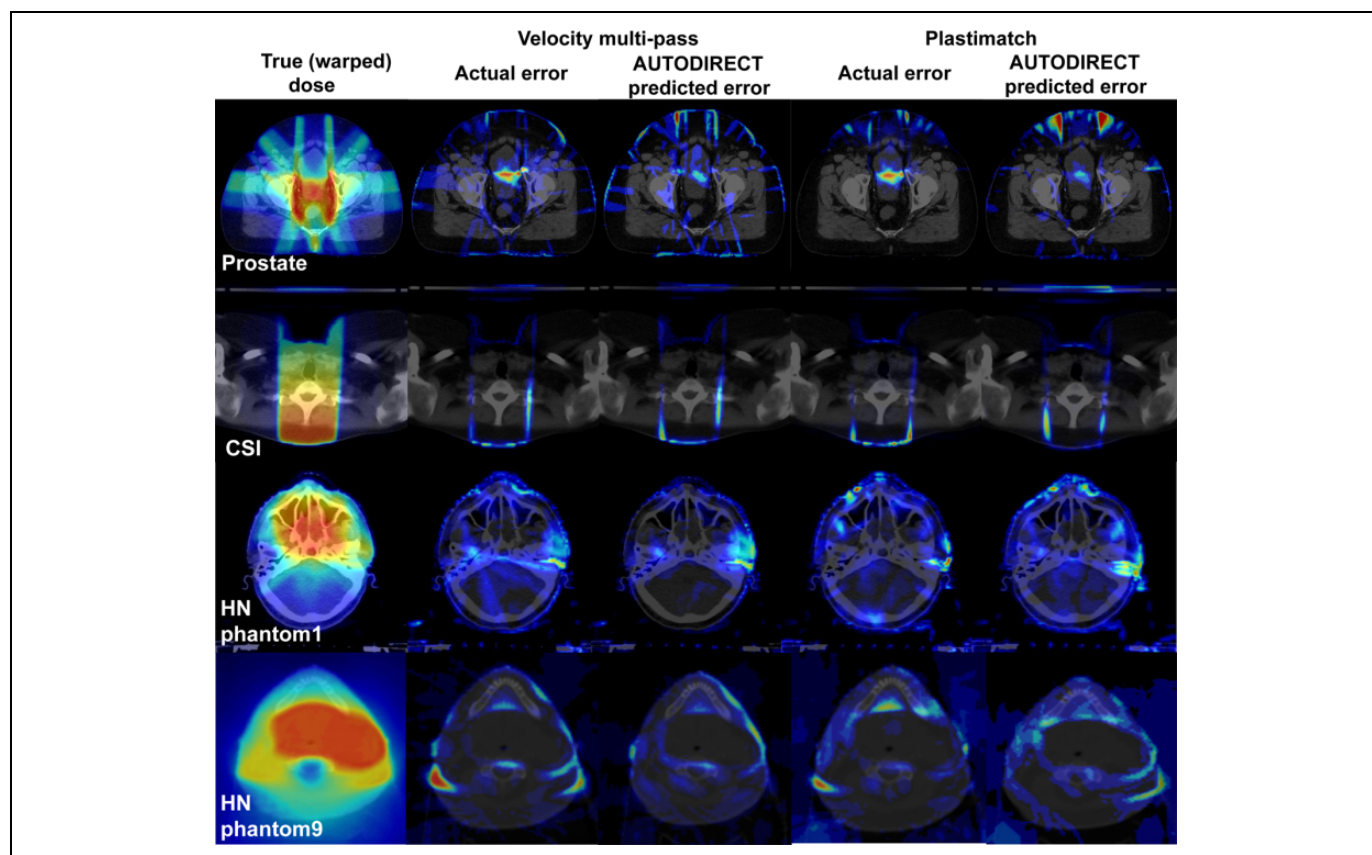 Velocity multi-pass
Plastimatch
True (warped)
dose
Actual error
AUTODIRECT
predicted error
Actual error
AUTODIRECT
predicted error
Prostate
CSI
HN
phantom1
HN
phantom9